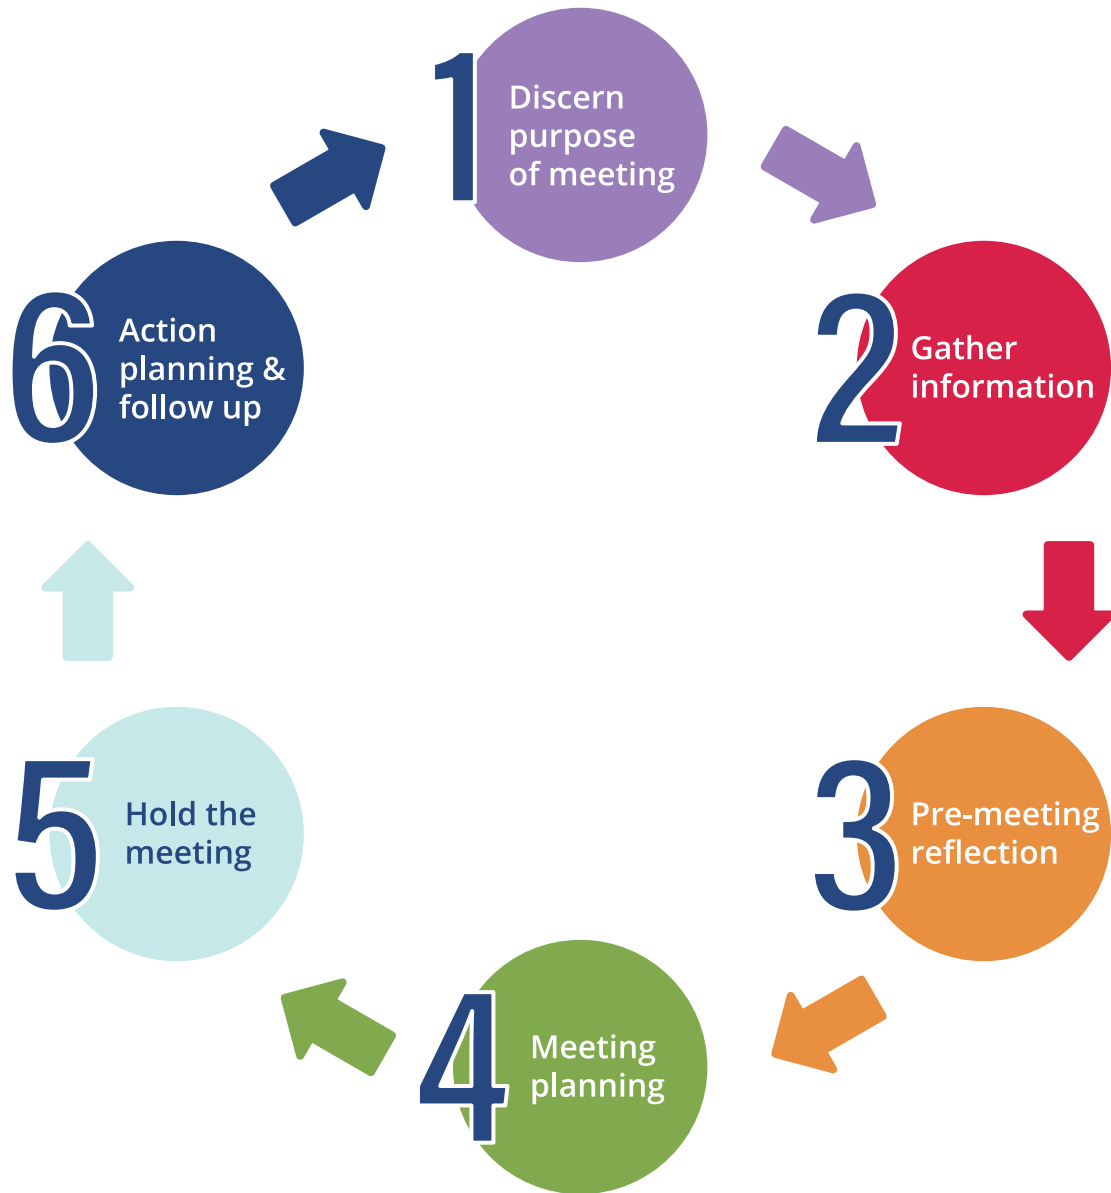 1
Discern
purpose
of meeting
2
Gather
information
3
Pre-meeting
reflection
4
Meeting
planning
5
Hold the
meeting
6
Action
planning &
follow up